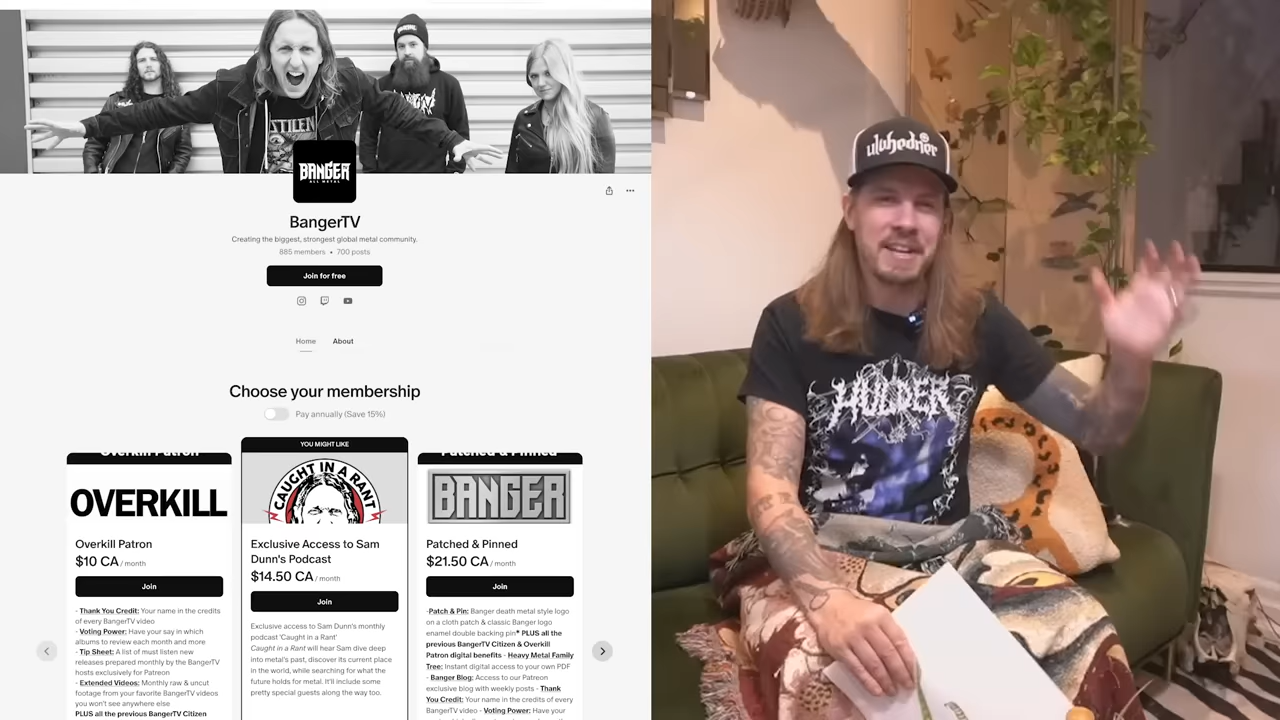 STILEN
BANGER
ALL METAL
BangerTV
Creating the biggest, strongest global metal community.
885 members • 700 posts
Join for free
Home
About
Choose your membership
Pay annually (Save 15%)
Overkill Patron
OVERKILL
Overkill Patron
$10 CA / month
Join
- Thank You Credit: Your name in the credits
of every BangerTV video
- Voting Power: Have your say in which
albums to review each month and more
- Tip Sheet: A list of must listen new
releases prepared monthly by the BangerTV
hosts exclusively for Patreon
- Extended Videos: Monthly raw & uncut
footage from your favorite BangerTV videos
you won't see anywhere else
PLUS all the previous BangerTV Citizen
YOU MIGHT LIKE
CAUGHT IN A RANT
Exclusive Access to Sam
Dunn's Podcast
$14.50 CA / month
Join
Exclusive access to Sam Dunn's monthly
podcast 'Caught in a Rant'
Caught in a Rant will hear Sam dive deep
into metal's past, discover its current place
in the world, while searching for what the
future holds for metal. It'll include some
pretty special guests along the way too.
Patched & Pinned
BANGER
Patched & Pinned
$21.50 CA / month
Join
-Patch & Pin: Banger death metal style logo
on a cloth patch & classic Banger logo
enamel double backing pin* PLUS all the
previous BangerTV Citizen & Overkill
Patron digital benefits - Heavy Metal Family
Tree: Instant digital access to your own PDF
- Banger Blog: Access to our Patreon
exclusive blog with weekly posts - Thank
You Credit: Your name in the credits of every
BangerTV video - Voting Power: Have your
say in which albums to review each month
ulvhedner
HULDER